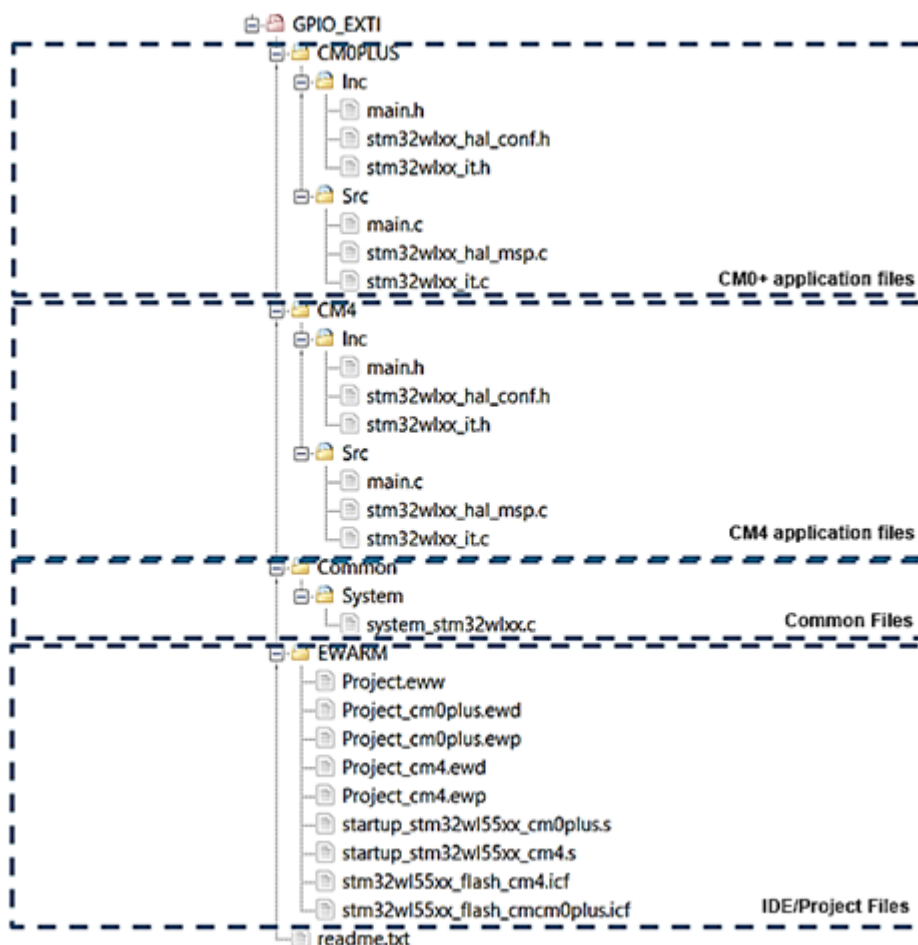 GPIO_EXTI
CM0PLUS
Inc
main.h
stm32wlxx_hal_conf.h
stm32wlxx_it.h
Src
main.c
stm32wlxx_hal_msp.c
stm32wlxx_it.c
CM0+ application files
CM4
Inc
main.h
stm32wlxx_hal_conf.h
stm32wlxx_it.h
Src
main.c
stm32wlxx_hal_msp.c
stm32wlxx_it.c
CM4 application files
Common
System
system_stm32wlxx.c
Common Files
EWARM
Project.eww
Project_cm0plus.ewd
Project_cm0plus.ewp
Project_cm4.ewd
Project_cm4.ewp
startup_stm32wl55xx_cm0plus.s
startup_stm32wl55xx_cm4.s
stm32wl55xx_flash_cm4.icf
stm32wl55xx_flash_cmcm0plus.icf
IDE/Project Files
readme.txt